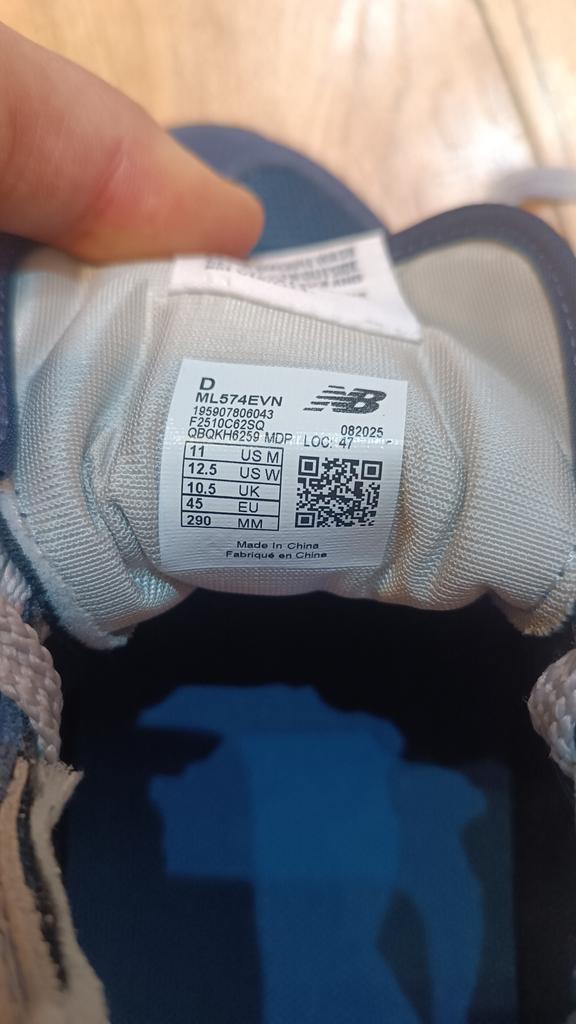 D
NB
ML574EVN
195907806043
F2510C62SQ
082025
QBQKH6259 MDP LOC: 47
11 US M
12.5 US W
10.5 UK
45 EU
290 MM
Made in China
Fabriqué en Chine